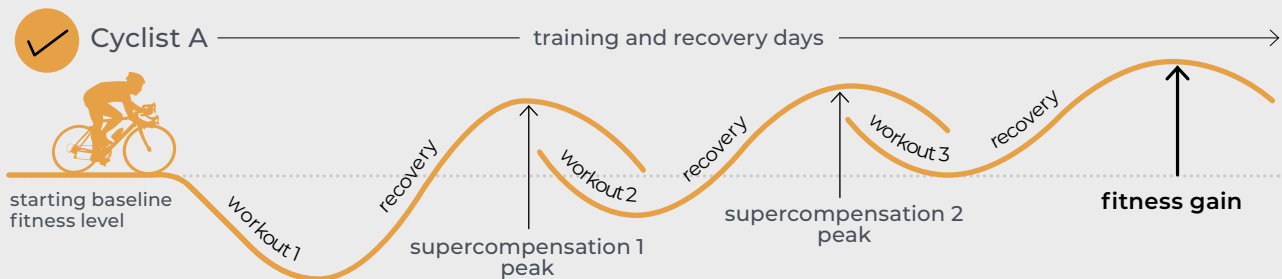 Cyclist A
training and recovery days
starting baseline
fitness level
workout 1
recovery
supercompensation 1
peak
workout 2
recovery
supercompensation 2
peak
workout 3
recovery
fitness gain